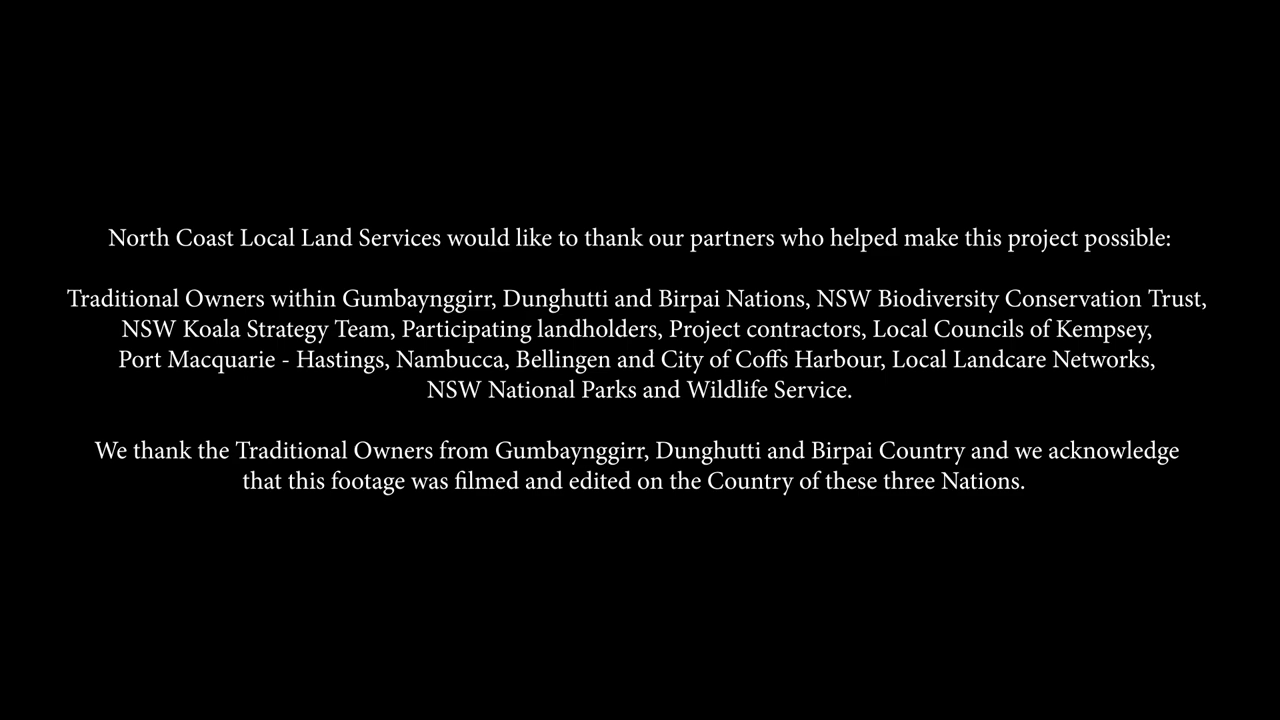 North Coast Local Land Services would like to thank our partners who helped make this project possible:
Traditional Owners within Gumbaynggirr, Dunghutti and Birpai Nations, NSW Biodiversity Conservation Trust,
NSW Koala Strategy Team, Participating landholders, Project contractors, Local Councils of Kempsey,
Port Macquarie - Hastings, Nambucca, Bellingen and City of Coffs Harbour, Local Landcare Networks,
NSW National Parks and Wildlife Service.
We thank the Traditional Owners from Gumbaynggirr, Dunghutti and Birpai Country and we acknowledge
that this footage was filmed and edited on the Country of these three Nations.